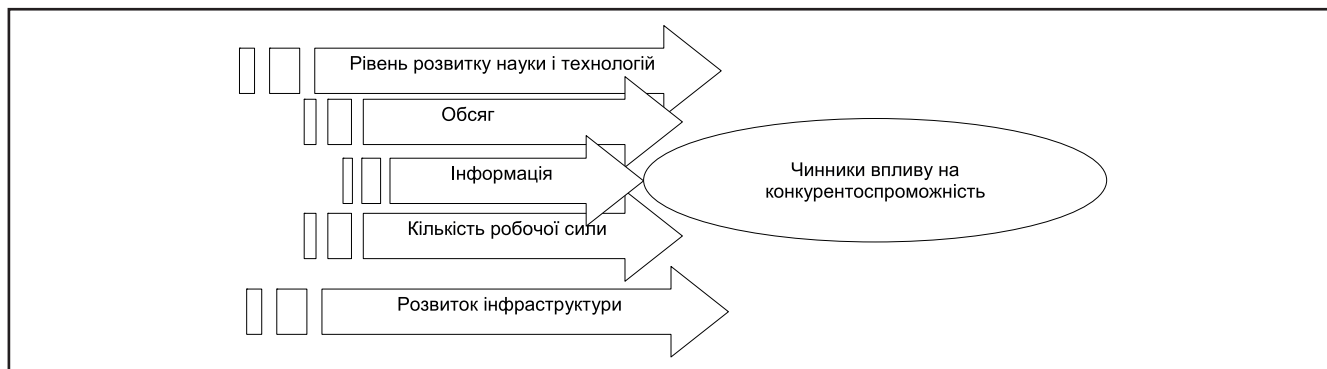 Рівень розвитку науки і технологій
Обсяг
Інформація
Кількість робочої сили
Розвиток інфраструктури
Чинники впливу на
конкурентоспроможність